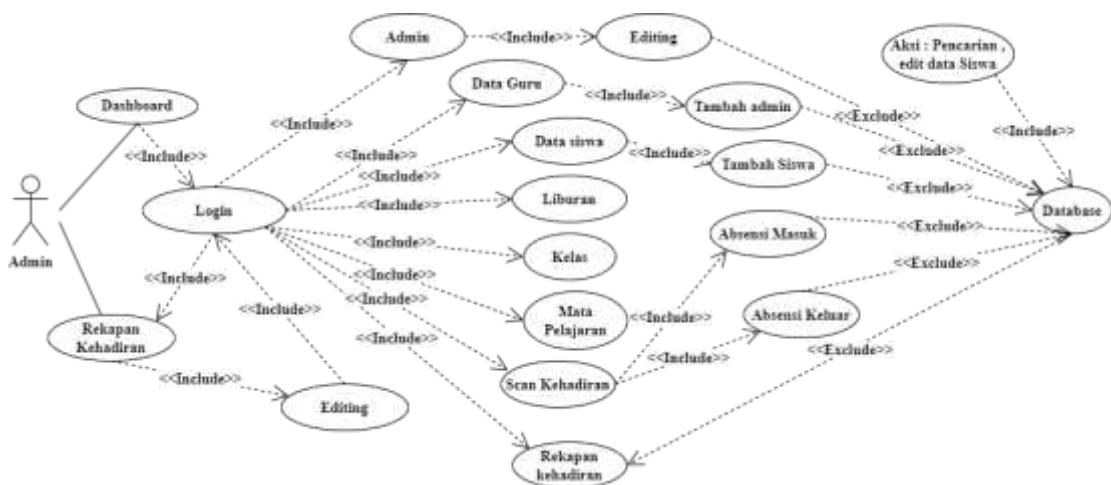 Admin
<<Include>>
Editing
Aksi : Pencarian ,
edit data Siswa
Data Guru
<<Include>>
Tambah admin
Dashboard
<<Include>>
<<Exclude>>
<<Include>>
<<Include>>
Data siswa
<<Include>>
Tambah Siswa
<<Exclude>>
<<Include>>
<<Include>>
<<Include>>
<<Exclude>>
Admin
Login
<<Include>>
Liburan
Database
Absensi Masuk
<<Exclude>>
<<Include>>
Kelas
<<Exclude>>
<<Include>>
<<Include>>
<<Include>>
Mata
Pelajaran
<<Include>>
Absensi Keluar
<<Include>>
<<Include>>
Rekapan
Kehadiran
<<Include>>
<<Exclude>>
<<Include>>
Scan Kehadiran
Editing
Rekapan
kehadiran